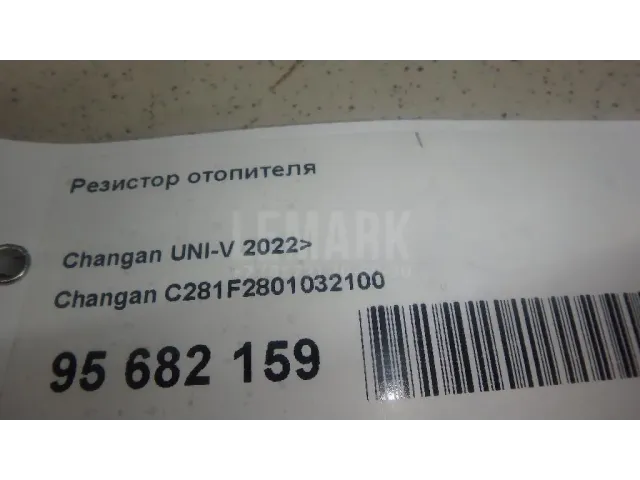 Резистор отопителя
LEMARK
Changan UNI-V 2022>
Changan C281F2801032100
95 682 159